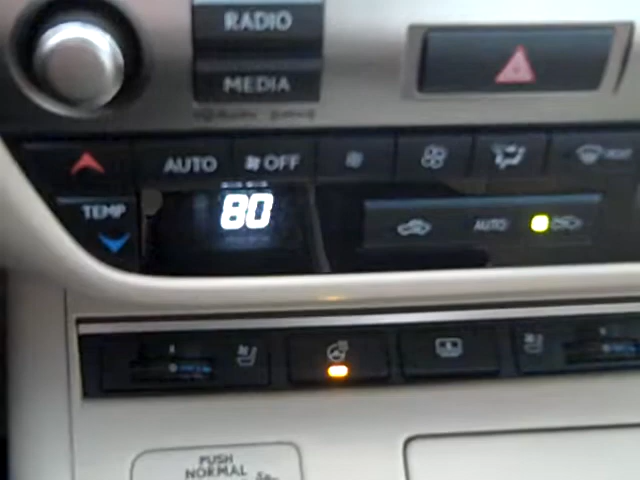 RADIO
MEDIA
AUTO OFF
TEMP 80 AUTO
PUSH
NORMAL